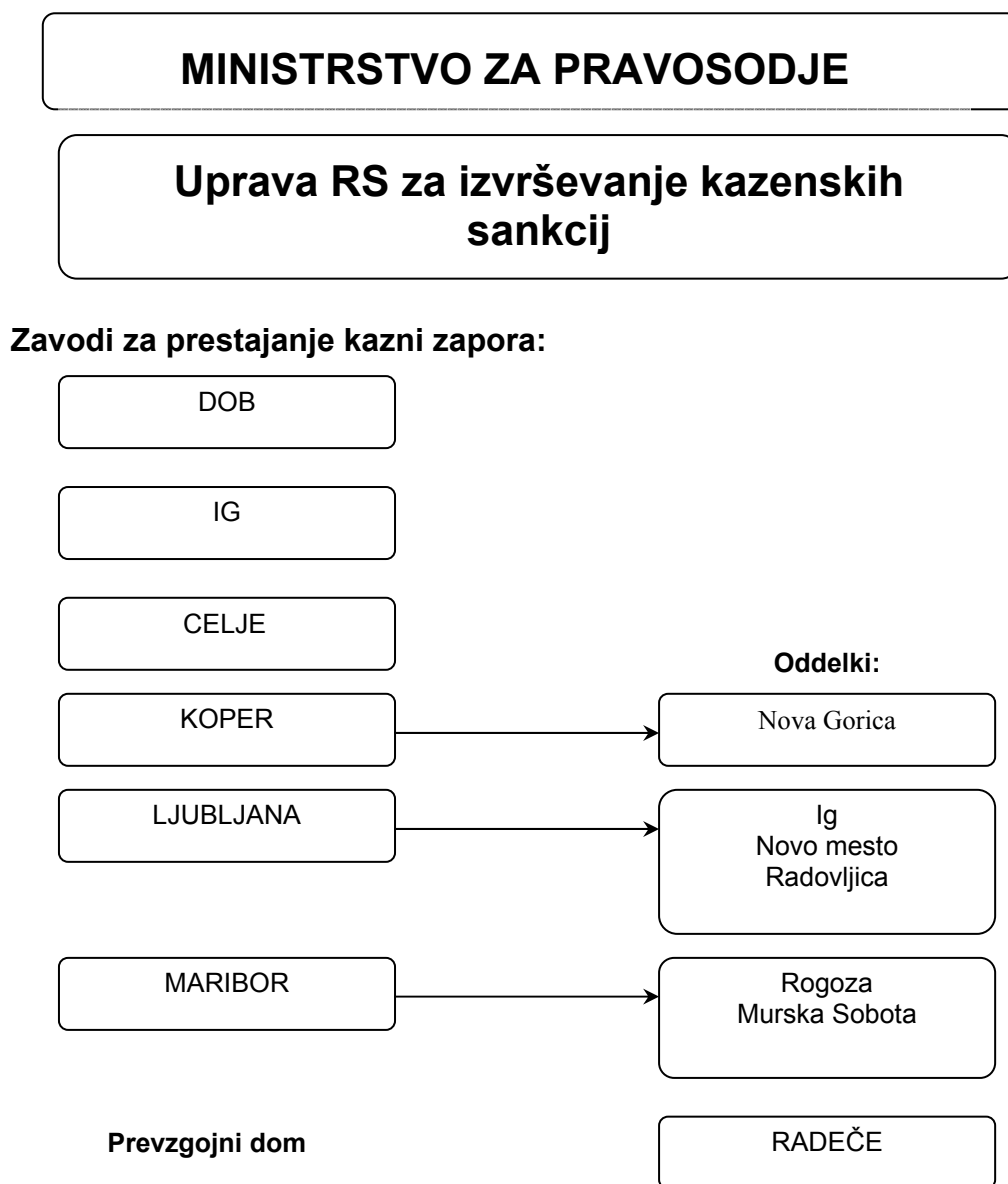 MINISTRSTVO ZA PRAVOSODJE
Uprava RS za izvrševanje kazenskih
sankcij
Zavodi za prestajanje kazni zapora:
DOB
IG
CELJE
Oddelki:
KOPER
Nova Gorica
LJUBLJANA
Ig
Novo mesto
Radovljica
MARIBOR
Rogoza
Murska Sobota
Prevzgojni dom
RADEČE